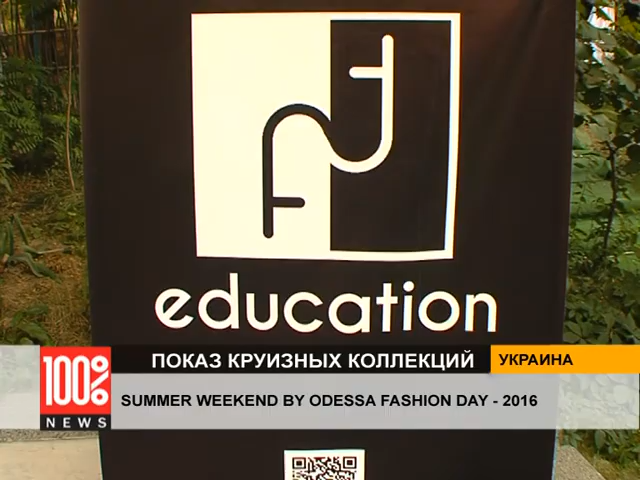 education
ПОКАЗ КРУИЗНЫХ КОЛЛЕКЦИЙ
УКРАИНА
100%
NEWS
SUMMER WEEKEND BY ODESSA FASHION DAY - 2016